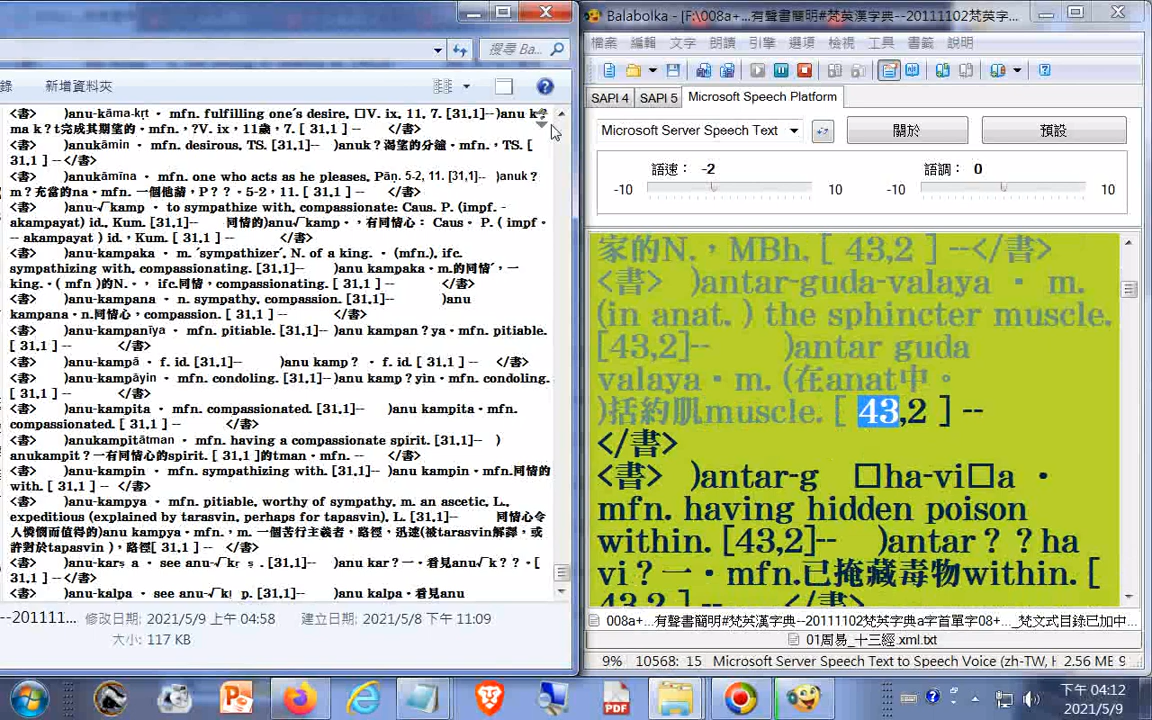 搜尋 Ba...
錄 新增資料夾
《書》 )anu-kāma-kṛt • mfn. fulfilling one´s desire, □V. ix, 11, 7. [31,1]--)anu k?
ma k？t完成其期望的•mfn.,?V. ix，11歲，7. [ 31,1 ] </書》
《書》 )anukāmin • mfn. desirous, TS. [31,1]-- )anuk？渴望的分鐘•mfn.，TS. [
31,1 ] --</書》
《書》 )anukāmīna • mfn. one who acts as he pleases, Pāṇ. 5-2, 11. [31,1]-- )anuk？
m？充當的na•mfn. 一個他請，P？？. 5-2，11. [ 31,1 ] </書》
《書》 )anu-√kamp • to sympathize with, compassionate: Caus. P. (impf. -
akampayat) id., Kum. [31,1]-- 同情的)anu√kamp•，有同情心： Caus。 P. ( impf。
-- akampayat ) id.，Kum. [ 31,1 ] </書》
《書》 )anu-kampaka • m. ´sympathizer´, N. of a king. • (mfn.), ifc.
sympathizing with, compassionating. [31,1]-- )anu kampaka•m.的同情´，一
king.•( mfn )的N.•，ifc.同情，compassionating. [ 31,1 ] </書》
《書》 )anu-kampana • n. sympathy, compassion. [31,1]-- )anu
kampana•n.同情心，compassion. [ 31,1 ] </書》
《書》 )anu-kampanīya • mfn. pitiable. [31,1]-- )anu kampan？ya•mfn. pitiable.
[ 31,1 ] </書》
《書》 )anu-kampā • f. id. [31,1]-- )anu kamp？ • f. id. [ 31,1 ] </書》
《書》 )anu-kampāyin • mfn. condoling. [31,1]-- )anu kamp？yin•mfn. condoling.
[ 31,1 ] </書》
《書》 )anu-kampita • mfn. compassionated. [31,1]-- )anu kampita•mfn.
compassionated. [ 31,1 ] </書》
《書》 )anukampitātman • mfn. having a compassionate spirit. [31,1]-- )
anukampit？一有同情心的spirit. [ 31,1 ]的tman•mfn. </書》
《書》 )anu-kampin • mfn. sympathizing with. [31,1]-- )anu kampin•mfn.同情的
with. [ 31,1 ] </書》
《書》 )anu-kampya • mfn. pitiable, worthy of sympathy, m. an ascetic, L.,
expeditious (explained by tarasvin, perhaps for tapasvin), L. [31,1]-- 同情心令
人憐憫而值得的)anu kampya•mfn.，m. 一個苦行主義者，路徑，迅速(被tarasvin解釋，或
許對於tapasvin )，路徑[ 31,1 ] </書》
《書》 )anu-karṣ a • see anu-√kṛ ṣ . [31,1]-- )anu kar？一•看見anu√k？？•[
31,1 ] --</書》
《書》 )anu-kalpa • see anu-√kḷ p. [31,1]-- )anu kalpa•看見anu
--201111... 修改日期: 2021/5/9 上午 04:58 建立日期: 2021/5/8 下午 11:09
大小: 117 KB
Balabolka - [F:\008a+...有聲書簡明#梵英漢字典--20111102梵英字...
檔案 編輯 文字 朗讀 引擎 選項 檢視 工具 書籤 說明
SAPI 4 SAPI 5 Microsoft Speech Platform
Microsoft Server Speech Text 關於 預設
語速: -2 語調: 0
-10 10 -10 10
家的N.，MBh. [ 43,2 ] --</書》
《書》 )antar-guda-valaya • m.
(in anat. ) the sphincter muscle.
[43,2]-- )antar guda
valaya•m. (在anat中。
)括約肌muscle. [ 43,2 ] --
</書》
《書》 )antar-g □ha-vi□a •
mfn. having hidden poison
within. [43,2]-- )antar？？ha
vi？一•mfn.已掩藏毒物within. [
43,2 ] --</書》
008a+...有聲書簡明#梵英漢字典--20111102梵英字典a字首單字08+..._梵文式目錄已加中...
01周易_十三經.xml.txt
9% 10568: 15 Microsoft Server Speech Text to Speech Voice (zh-TW, H 2.56 MB 9
下午 04:12
2021/5/9